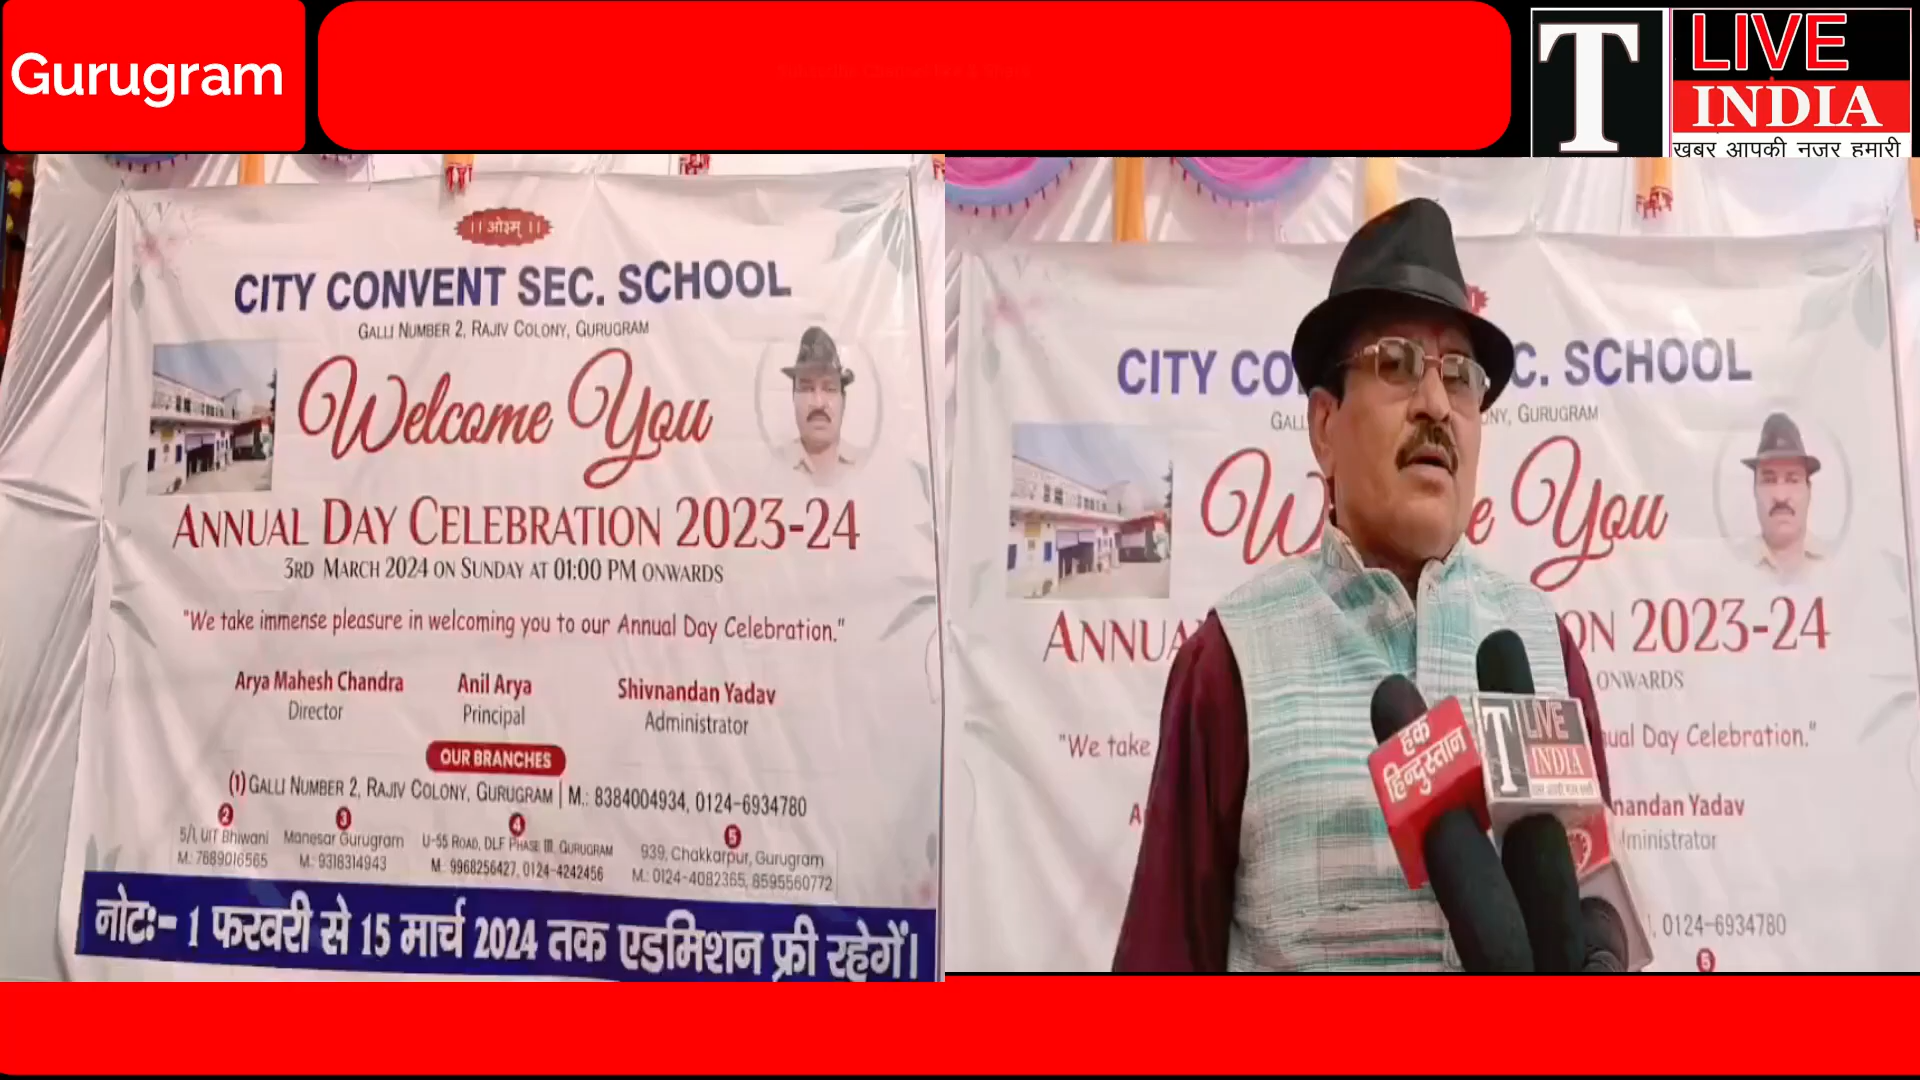 Gurugram
T LIVE
INDIA
खबर आपकी नजर हमारी
।। ओ३म् ।।
CITY CONVENT SEC. SCHOOL
GALLI NUMBER 2, RAJIV COLONY, GURUGRAM
Welcome You
ANNUAL DAY CELEBRATION 2023-24
3RD MARCH 2024 ON SUNDAY AT 01:00 PM ONWARDS
"We take immense pleasure in welcoming you to our Annual Day Celebration."
Arya Mahesh Chandra Anil Arya Shivnandan Yadav
Director Principal Administrator
OUR BRANCHES
(1) GALLI NUMBER 2, RAJIV COLONY, GURUGRAM | M.: 8384004934, 0124-6934780
2 3 4 5
5/1, UIT Bhiwani Manesar Gurugram U-55 ROAD, DLF PHASE III, GURUGRAM 939, Chakkarpur, Gurugram
M.: 7689016565 M.: 9318314943 M.: 9968256427, 0124-4242456 M.: 0124-4082365, 8595560772
नोटः- 1 फरवरी से 15 मार्च 2024 तक एडमिशन फ्री रहेगें।
CITY CO C. SCHOOL
GALL ONY, GURUGRAM
W e You
ANNUA ON 2023-24
ONWARDS
"We take nual Day Celebration."
A nandan Yadav
ministrator
, 0124-6934780
5
हक
हिन्दुस्तान
T LIVE
INDIA